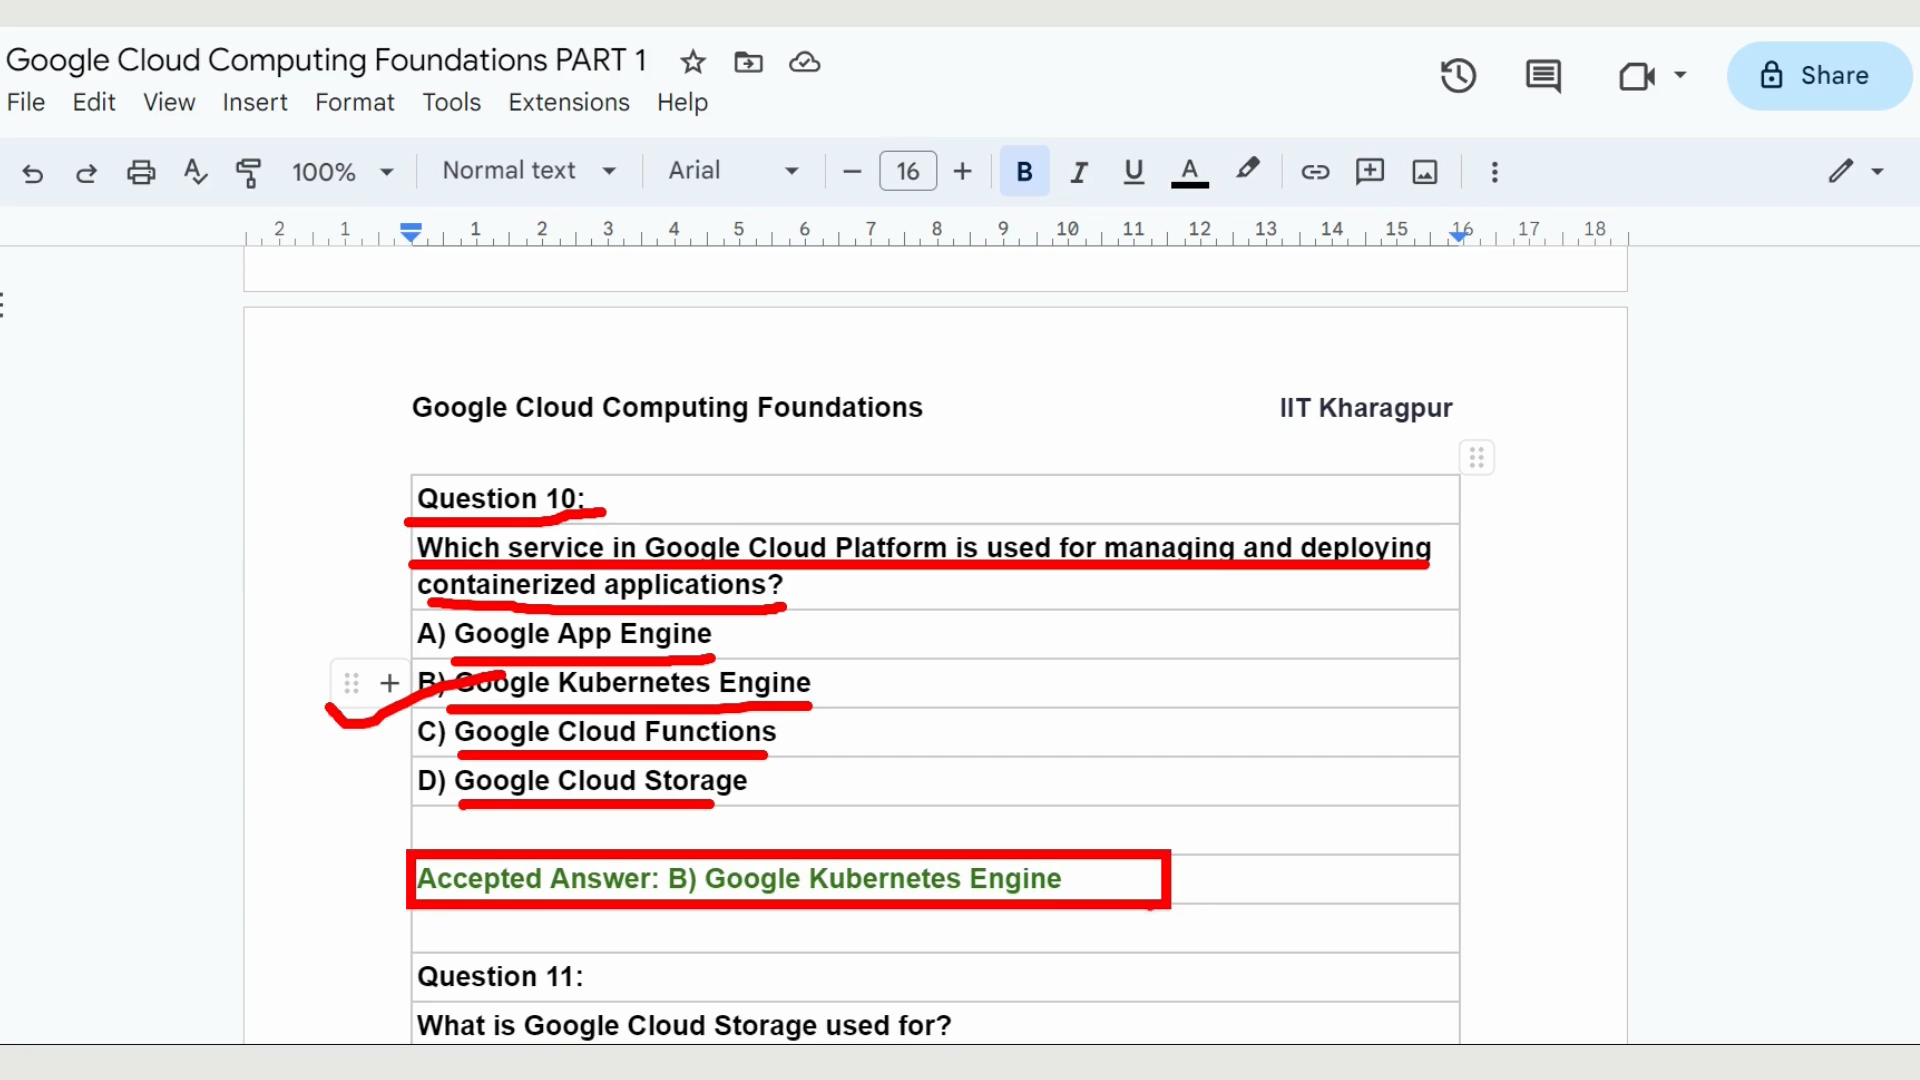 Google Cloud Computing Foundations PART 1
File Edit View Insert Format Tools Extensions Help
Share
100% Normal text Arial 16 B I U A
2 1 1 2 3 4 5 6 7 8 9 10 11 12 13 14 15 16 17 18
Google Cloud Computing Foundations IIT Kharagpur
Question 10:
Which service in Google Cloud Platform is used for managing and deploying
containerized applications?
A) Google App Engine
B) Google Kubernetes Engine
C) Google Cloud Functions
D) Google Cloud Storage
Accepted Answer: B) Google Kubernetes Engine
Question 11:
What is Google Cloud Storage used for?